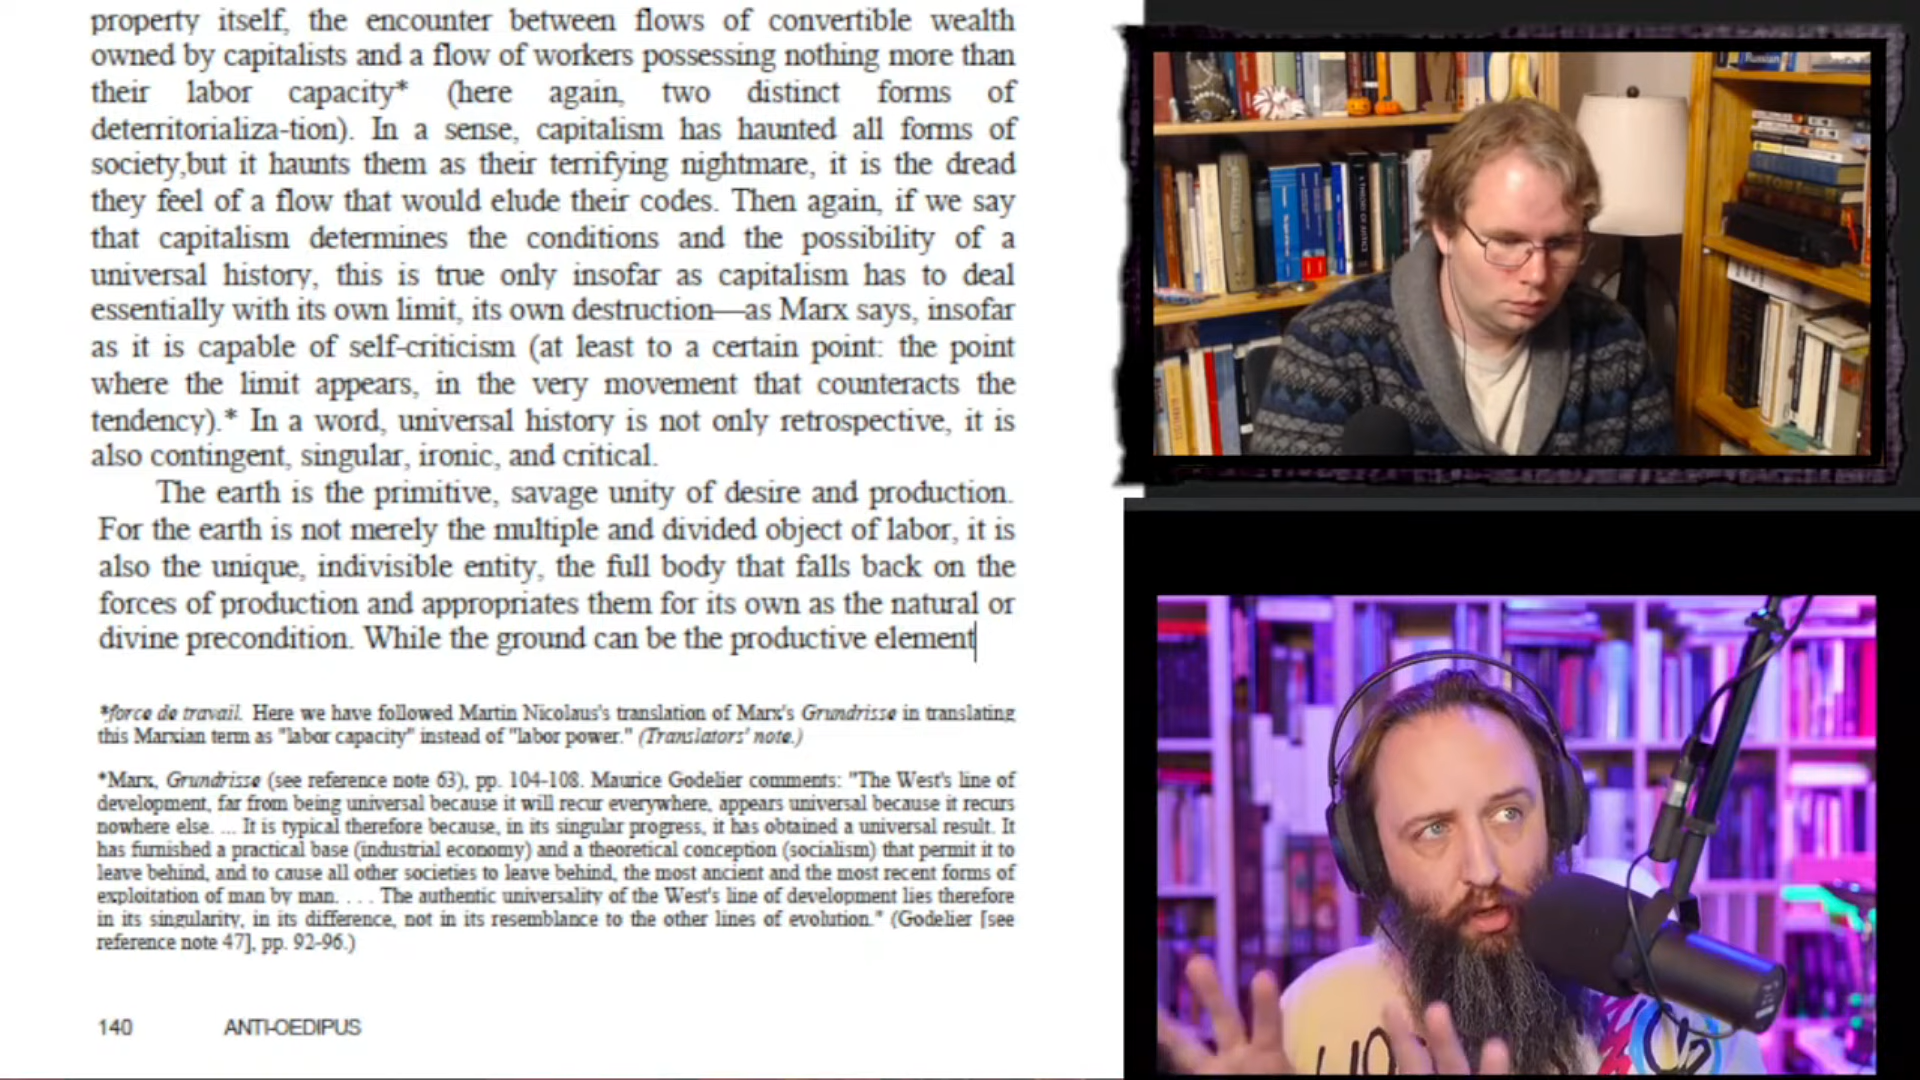 property itself, the encounter between flows of convertible wealth
owned by capitalists and a flow of workers possessing nothing more than
their labor capacity* (here again, two distinct forms of
deterritorializa-tion). In a sense, capitalism has haunted all forms of
society,but it haunts them as their terrifying nightmare, it is the dread
they feel of a flow that would elude their codes. Then again, if we say
that capitalism determines the conditions and the possibility of a
universal history, this is true only insofar as capitalism has to deal
essentially with its own limit, its own destruction—as Marx says, insofar
as it is capable of self-criticism (at least to a certain point: the point
where the limit appears, in the very movement that counteracts the
tendency).* In a word, universal history is not only retrospective, it is
also contingent, singular, ironic, and critical.
The earth is the primitive, savage unity of desire and production.
For the earth is not merely the multiple and divided object of labor, it is
also the unique, indivisible entity, the full body that falls back on the
forces of production and appropriates them for its own as the natural or
divine precondition. While the ground can be the productive element
*force de travail. Here we have followed Martin Nicolaus's translation of Marx's Grundrisse in translating
this Marxian term as "labor capacity" instead of "labor power." (Translators' note.)
*Marx, Grundrisse (see reference note 63), pp. 104-108. Maurice Godelier comments: "The West's line of
development, far from being universal because it will recur everywhere, appears universal because it recurs
nowhere else. ... It is typical therefore because, in its singular progress, it has obtained a universal result. It
has furnished a practical base (industrial economy) and a theoretical conception (socialism) that permit it to
leave behind, and to cause all other societies to leave behind, the most ancient and the most recent forms of
exploitation of man by man. . . . The authentic universality of the West's line of development lies therefore
in its singularity, in its difference, not in its resemblance to the other lines of evolution." (Godelier [see
reference note 47], pp. 92-96.)
140 ANTI-OEDIPUS
Russian
A THEORY OF JUSTICE